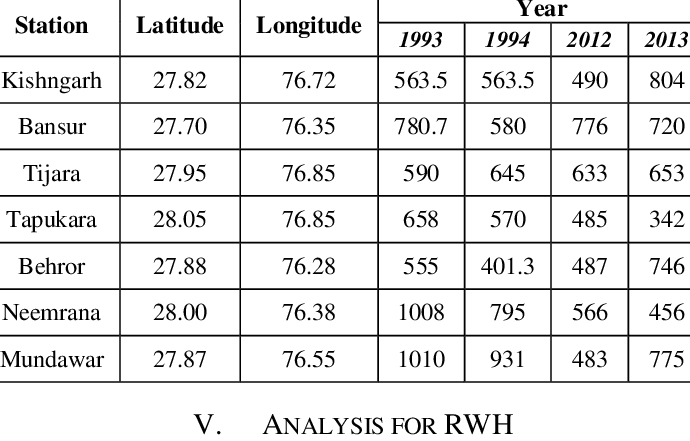 Year
Station Latitude Longitude
1993 1994 2012 2013
Kishngarh 27.82 76.72 563.5 563.5 490 804
Bansur 27.70 76.35 780.7 580 776 720
Tijara 27.95 76.85 590 645 633 653
Tapukara 28.05 76.85 658 570 485 342
Behror 27.88 76.28 555 401.3 487 746
Neemrana 28.00 76.38 1008 795 566 456
Mundawar 27.87 76.55 1010 931 483 775
V. ANALYSIS FOR RWH